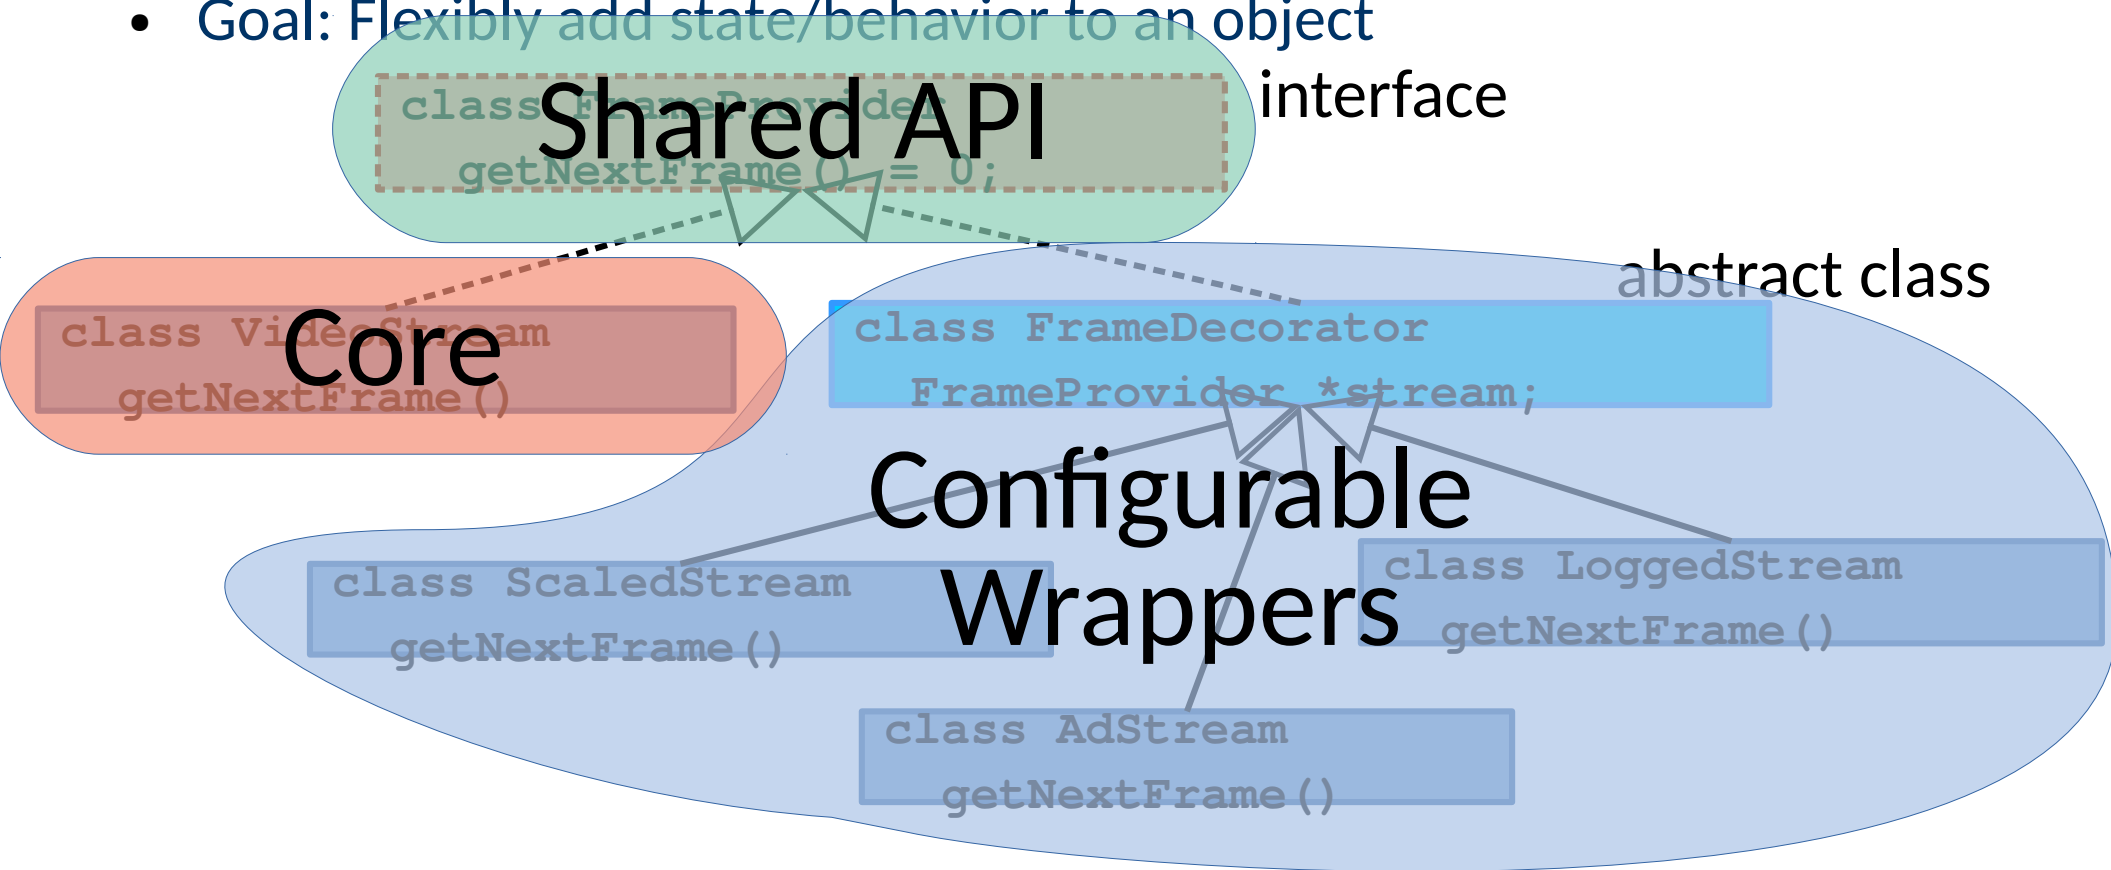 • Goal: Flexibly add state/behavior to an object
interface
class FrameProvider
Shared API
getNextFrame() = 0;
abstract class
class VideoStream
Core
getNextFrame()
class FrameDecorator
FrameProvider *stream;
Configurable
Wrappers
class ScaledStream
getNextFrame()
class LoggedStream
getNextFrame()
class AdStream
getNextFrame()